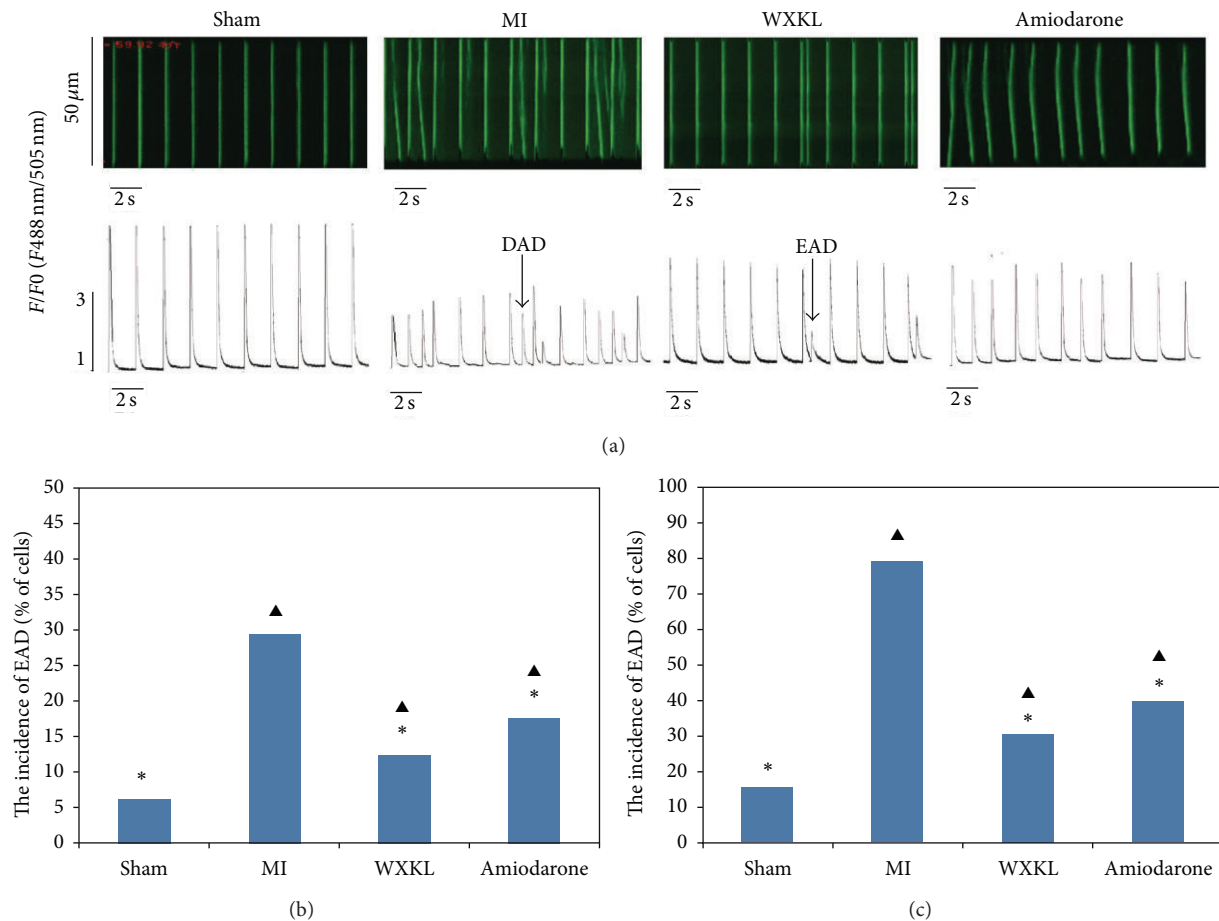 Sham
MI
WXKL
Amiodarone
50 μm
2 s
2 s
2 s
2 s
F/F0 (F488 nm/505 nm)
DAD
EAD
3
1
2 s
2 s
2 s
2 s
(a)
The incidence of EAD (% of cells)
50
45
40
35
30
25
20
15
10
5
0
▲
▲
▲
*
*
*
Sham
MI
WXKL
Amiodarone
(b)
The incidence of EAD (% of cells)
100
90
80
70
60
50
40
30
20
10
0
▲
▲
▲
*
*
*
Sham
MI
WXKL
Amiodarone
(c)